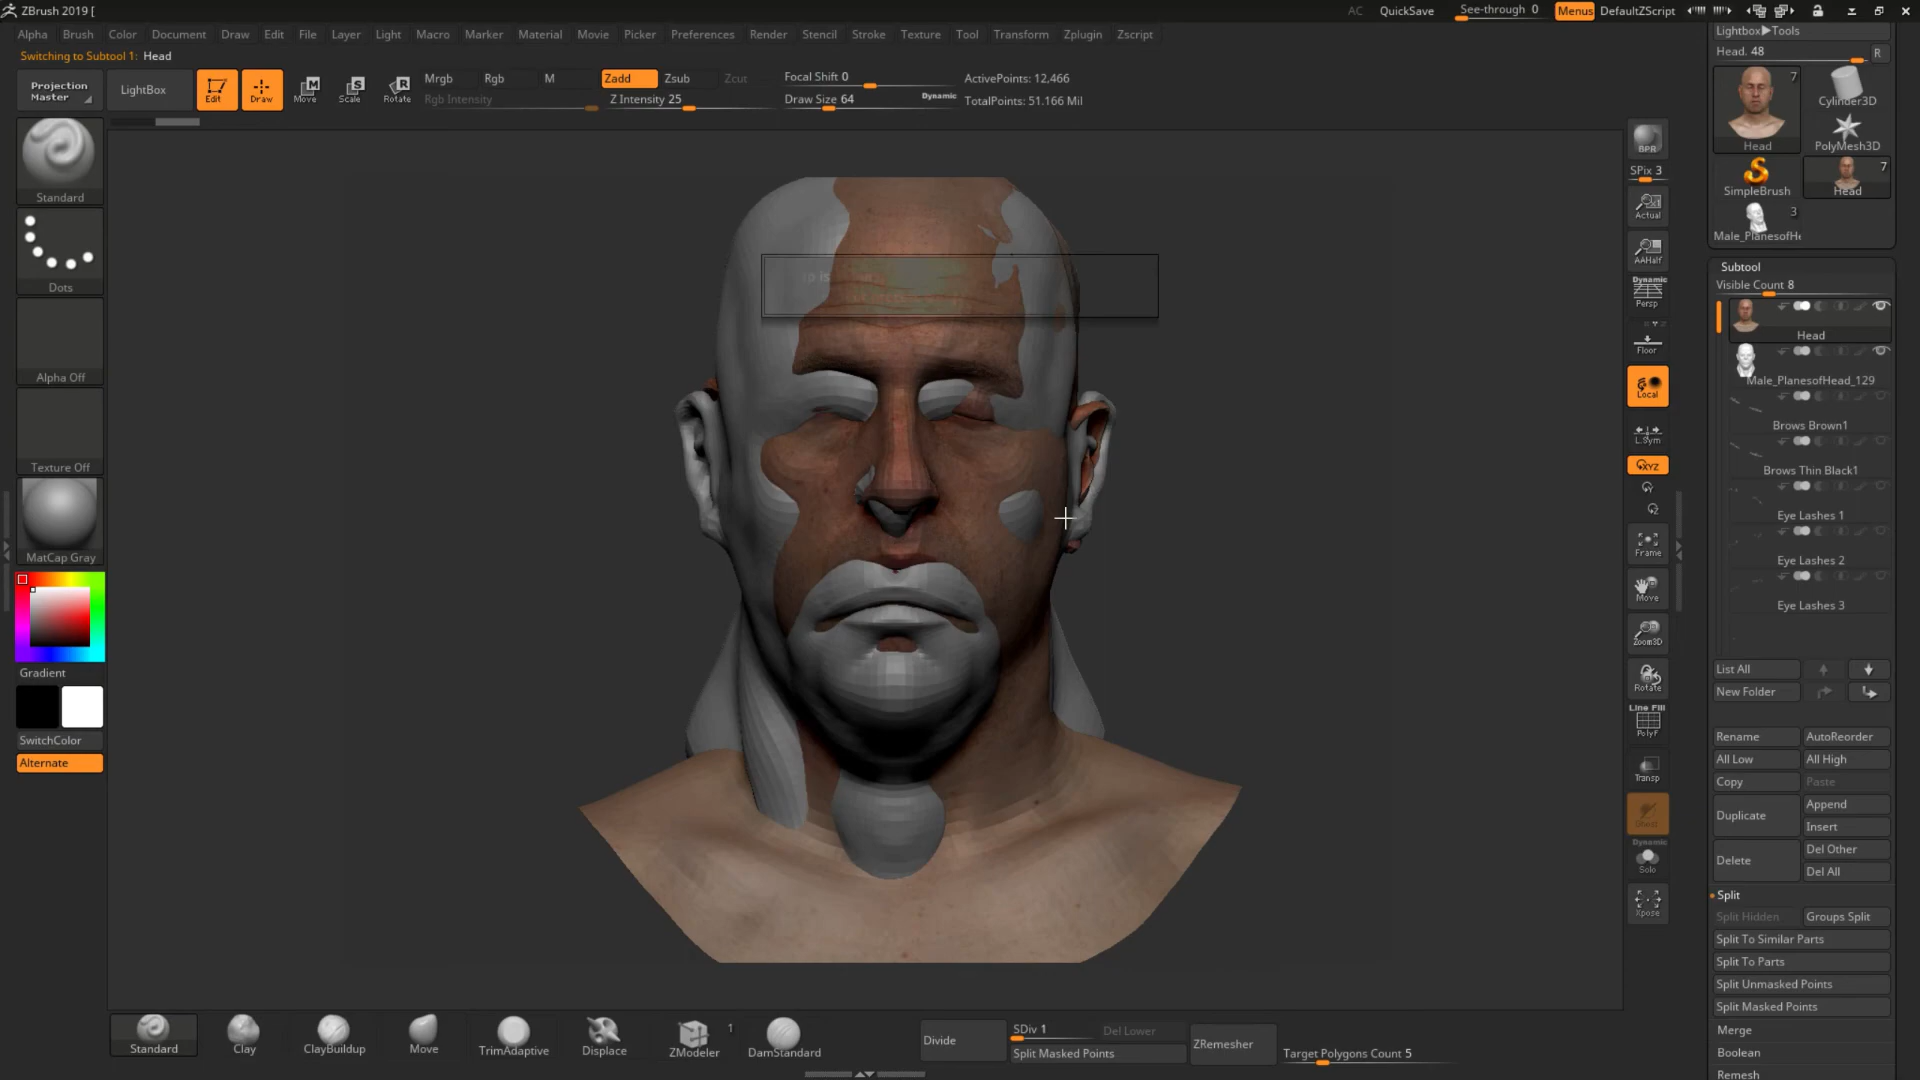 ZBrush 2019 [
AC
QuickSave
See-through 0
Menus
DefaultZScript
Alpha Brush Color Document Draw Edit File Layer Light Macro Marker Material Movie Picker Preferences Render Stencil Stroke Texture Tool Transform Zplugin Zscript
Switching to Subtool 1: Head
Projection Master
LightBox
Edit
Draw
Move
Scale
Rotate
Mrgb Rgb M
Rgb Intensity
Zadd Zsub Zcut
Z Intensity 25
Focal Shift 0
Draw Size 64
Dynamic
ActivePoints: 12,466
TotalPoints: 51.166 Mil
Standard
Dots
Alpha Off
Texture Off
MatCap Gray
Gradient
SwitchColor
Alternate
BPR
SPix 3
Actual
AAHalf
Dynamic
Persp
Floor
Local
L.Sym
XYZ
Frame
Move
Zoom3D
Rotate
Line Fill
PolyF
Transp
Dynamic
Solo
Xpose
Lightbox▶Tools
Head. 48
R
7
Head
Cylinder3D
PolyMesh3D
SimpleBrush
7
Head
3
Male_PlanesofHe
Subtool
Visible Count 8
Head
Male_PlanesofHead_129
Brows Brown1
Brows Thin Black1
Eye Lashes 1
Eye Lashes 2
Eye Lashes 3
List All
New Folder
Rename AutoReorder
All Low All High
Copy Paste
Duplicate
Append
Insert
Delete
Del Other
Del All
Split
Split Hidden Groups Split
Split To Similar Parts
Split To Parts
Split Unmasked Points
Split Masked Points
Merge
Boolean
Remesh
Standard
Clay
ClayBuildup
Move
TrimAdaptive
Displace
1
ZModeler
DamStandard
Divide
SDiv 1
Del Lower
Split Masked Points
ZRemesher
Target Polygons Count 5